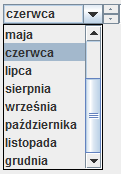 czerwca
maja
czerwca
lipca
sierpnia
września
października
listopada
grudnia